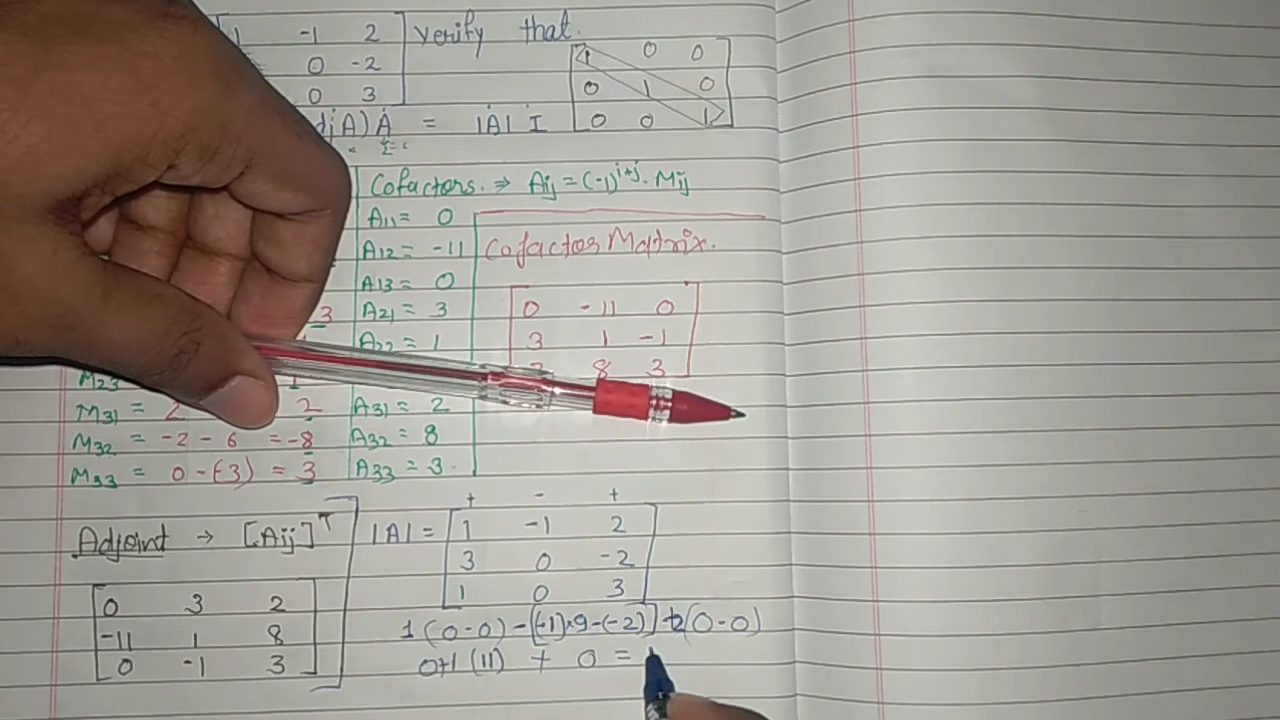 1 -1 2 Verify that.
0 -2
0 3
A) A = |A| I
1 0 0
0 1 0
0 0 1
Cofactors. ⇒ Aij = (-1)^i+j . Mij
A11 = 0
A12 = -11
A13 = 0
3 A21 = 3
A22 = 1
Cofactor Matrix.
0 -11 0
3 1 -1
8 3
M23
M31 = 2 2 A31 = 2
M32 = -2 - 6 = -8 A32 = 8
M33 = 0 - (-3) = 3 A33 = 3
Adjoint → [Aij]^T
0 3 2
-11 1 8
0 -1 3
+ - +
|A| = 1 -1 2
3 0 -2
1 0 3
1 (0-0) - [(-1)×9-(-2)] +2(0-0)
0+1 (11) + 0 =